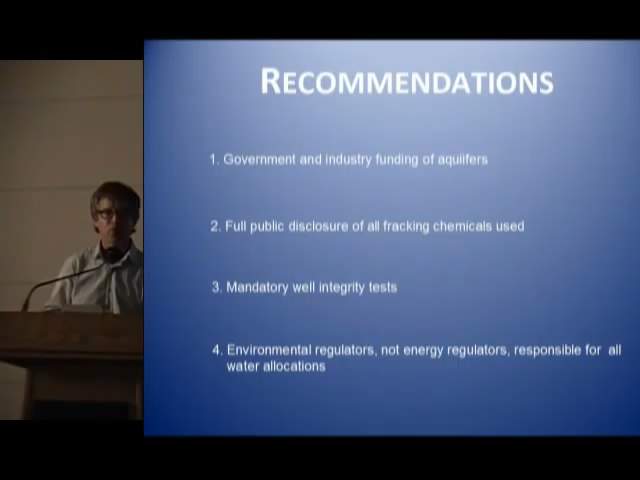 RECOMMENDATIONS
1. Government and industry funding of aquiifers
2. Full public disclosure of all fracking chemicals used
3. Mandatory well integrity tests
4. Environmental regulators, not energy regulators, responsible for all
water allocations